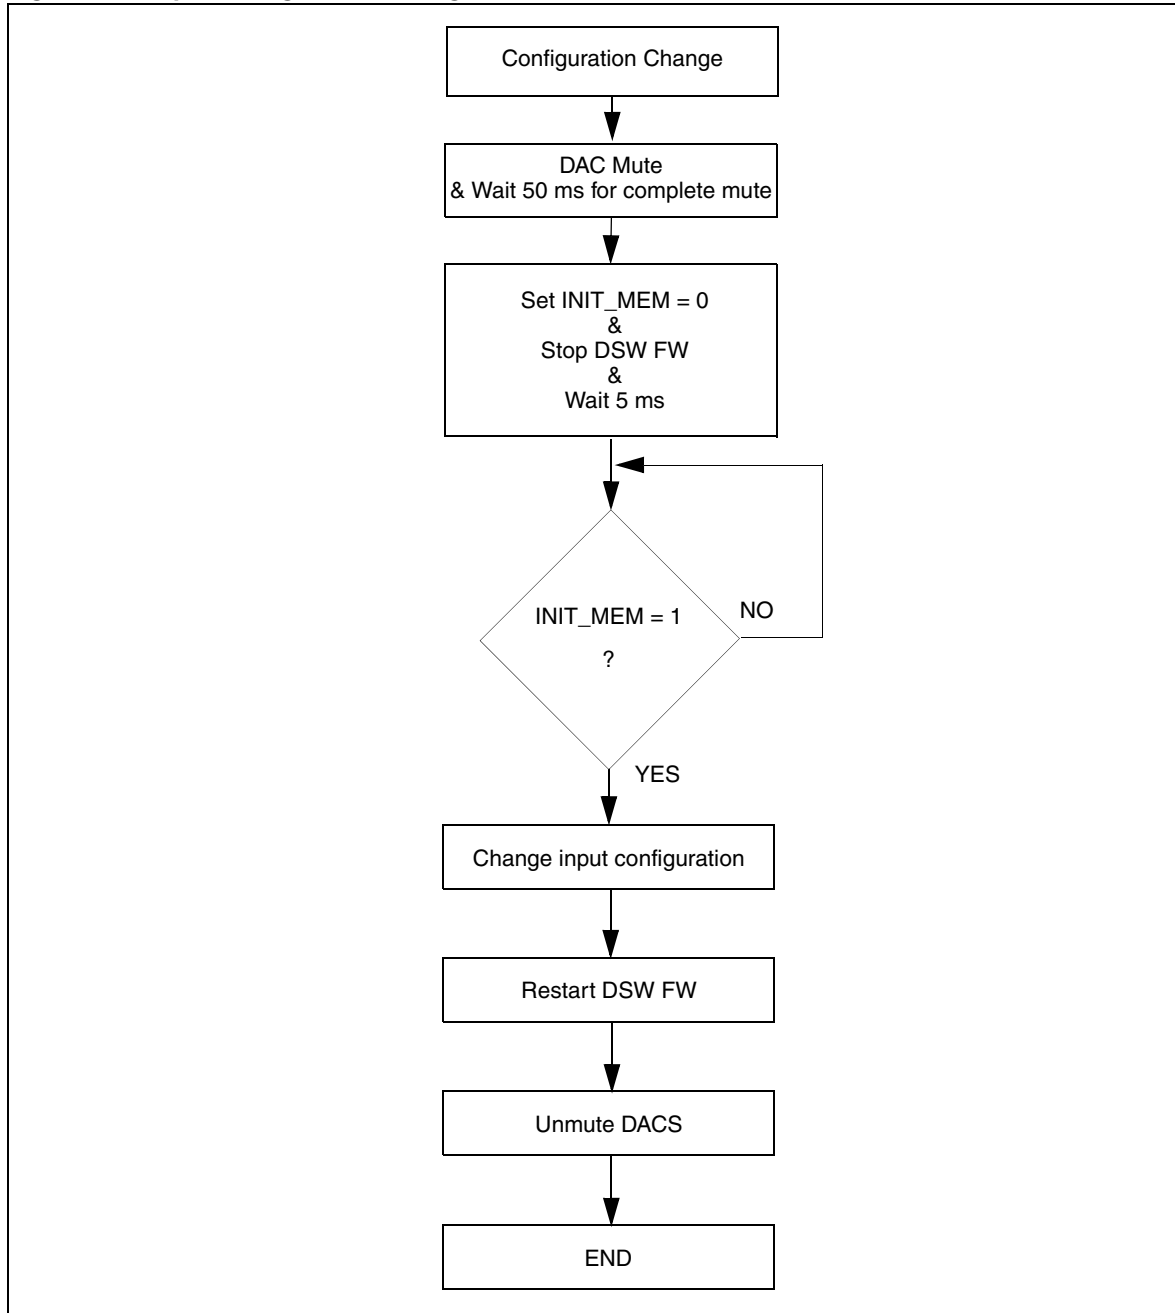 Configuration Change
DAC Mute
& Wait 50 ms for complete mute
Set INIT_MEM = 0
&
Stop DSW FW
&
Wait 5 ms
INIT_MEM = 1
?
NO
YES
Change input configuration
Restart DSW FW
Unmute DACS
END